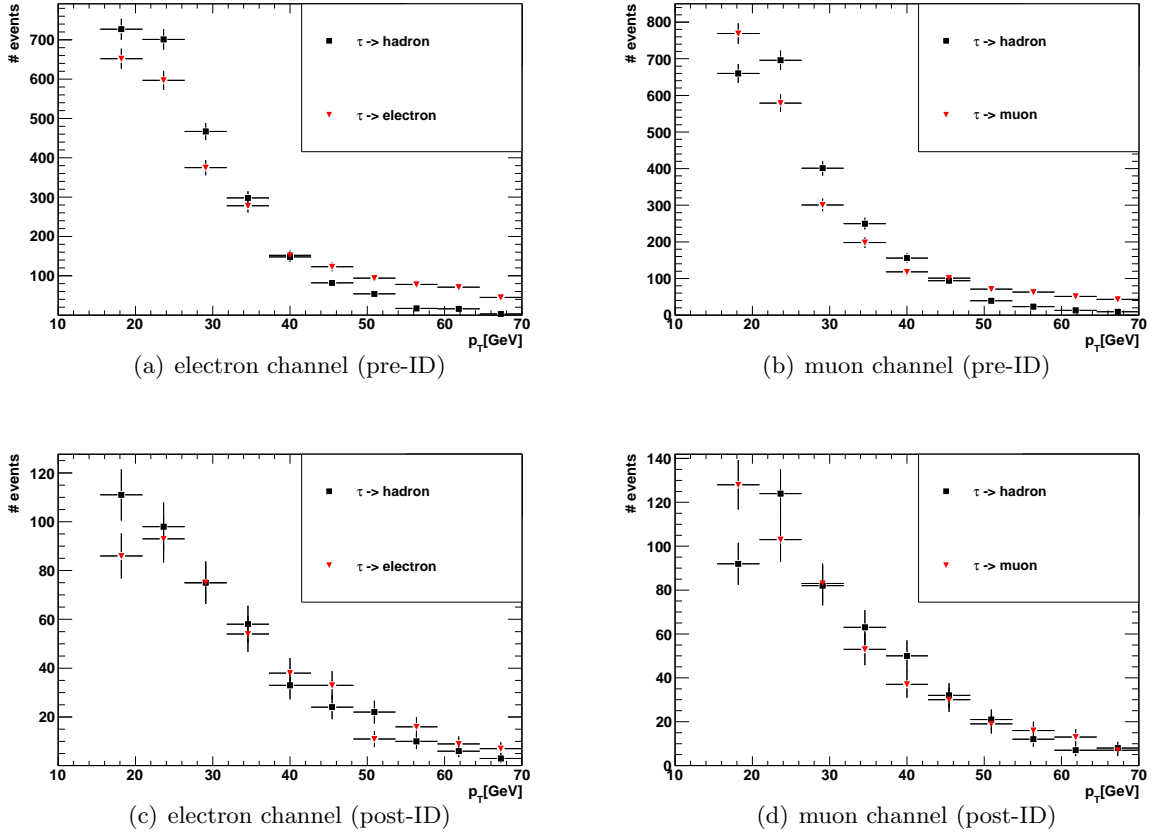 # events
700
600
500
400
300
200
100
τ -> hadron
τ -> electron
10 20 30 40 50 60 70
p_T[GeV]
(a) electron channel (pre-ID)
# events
800
700
600
500
400
300
200
100
0
τ -> hadron
τ -> muon
10 20 30 40 50 60 70
p_T[GeV]
(b) muon channel (pre-ID)
# events
120
100
80
60
40
20
τ -> hadron
τ -> electron
10 20 30 40 50 60 70
p_T[GeV]
(c) electron channel (post-ID)
# events
140
120
100
80
60
40
20
0
τ -> hadron
τ -> muon
10 20 30 40 50 60 70
p_T[GeV]
(d) muon channel (post-ID)